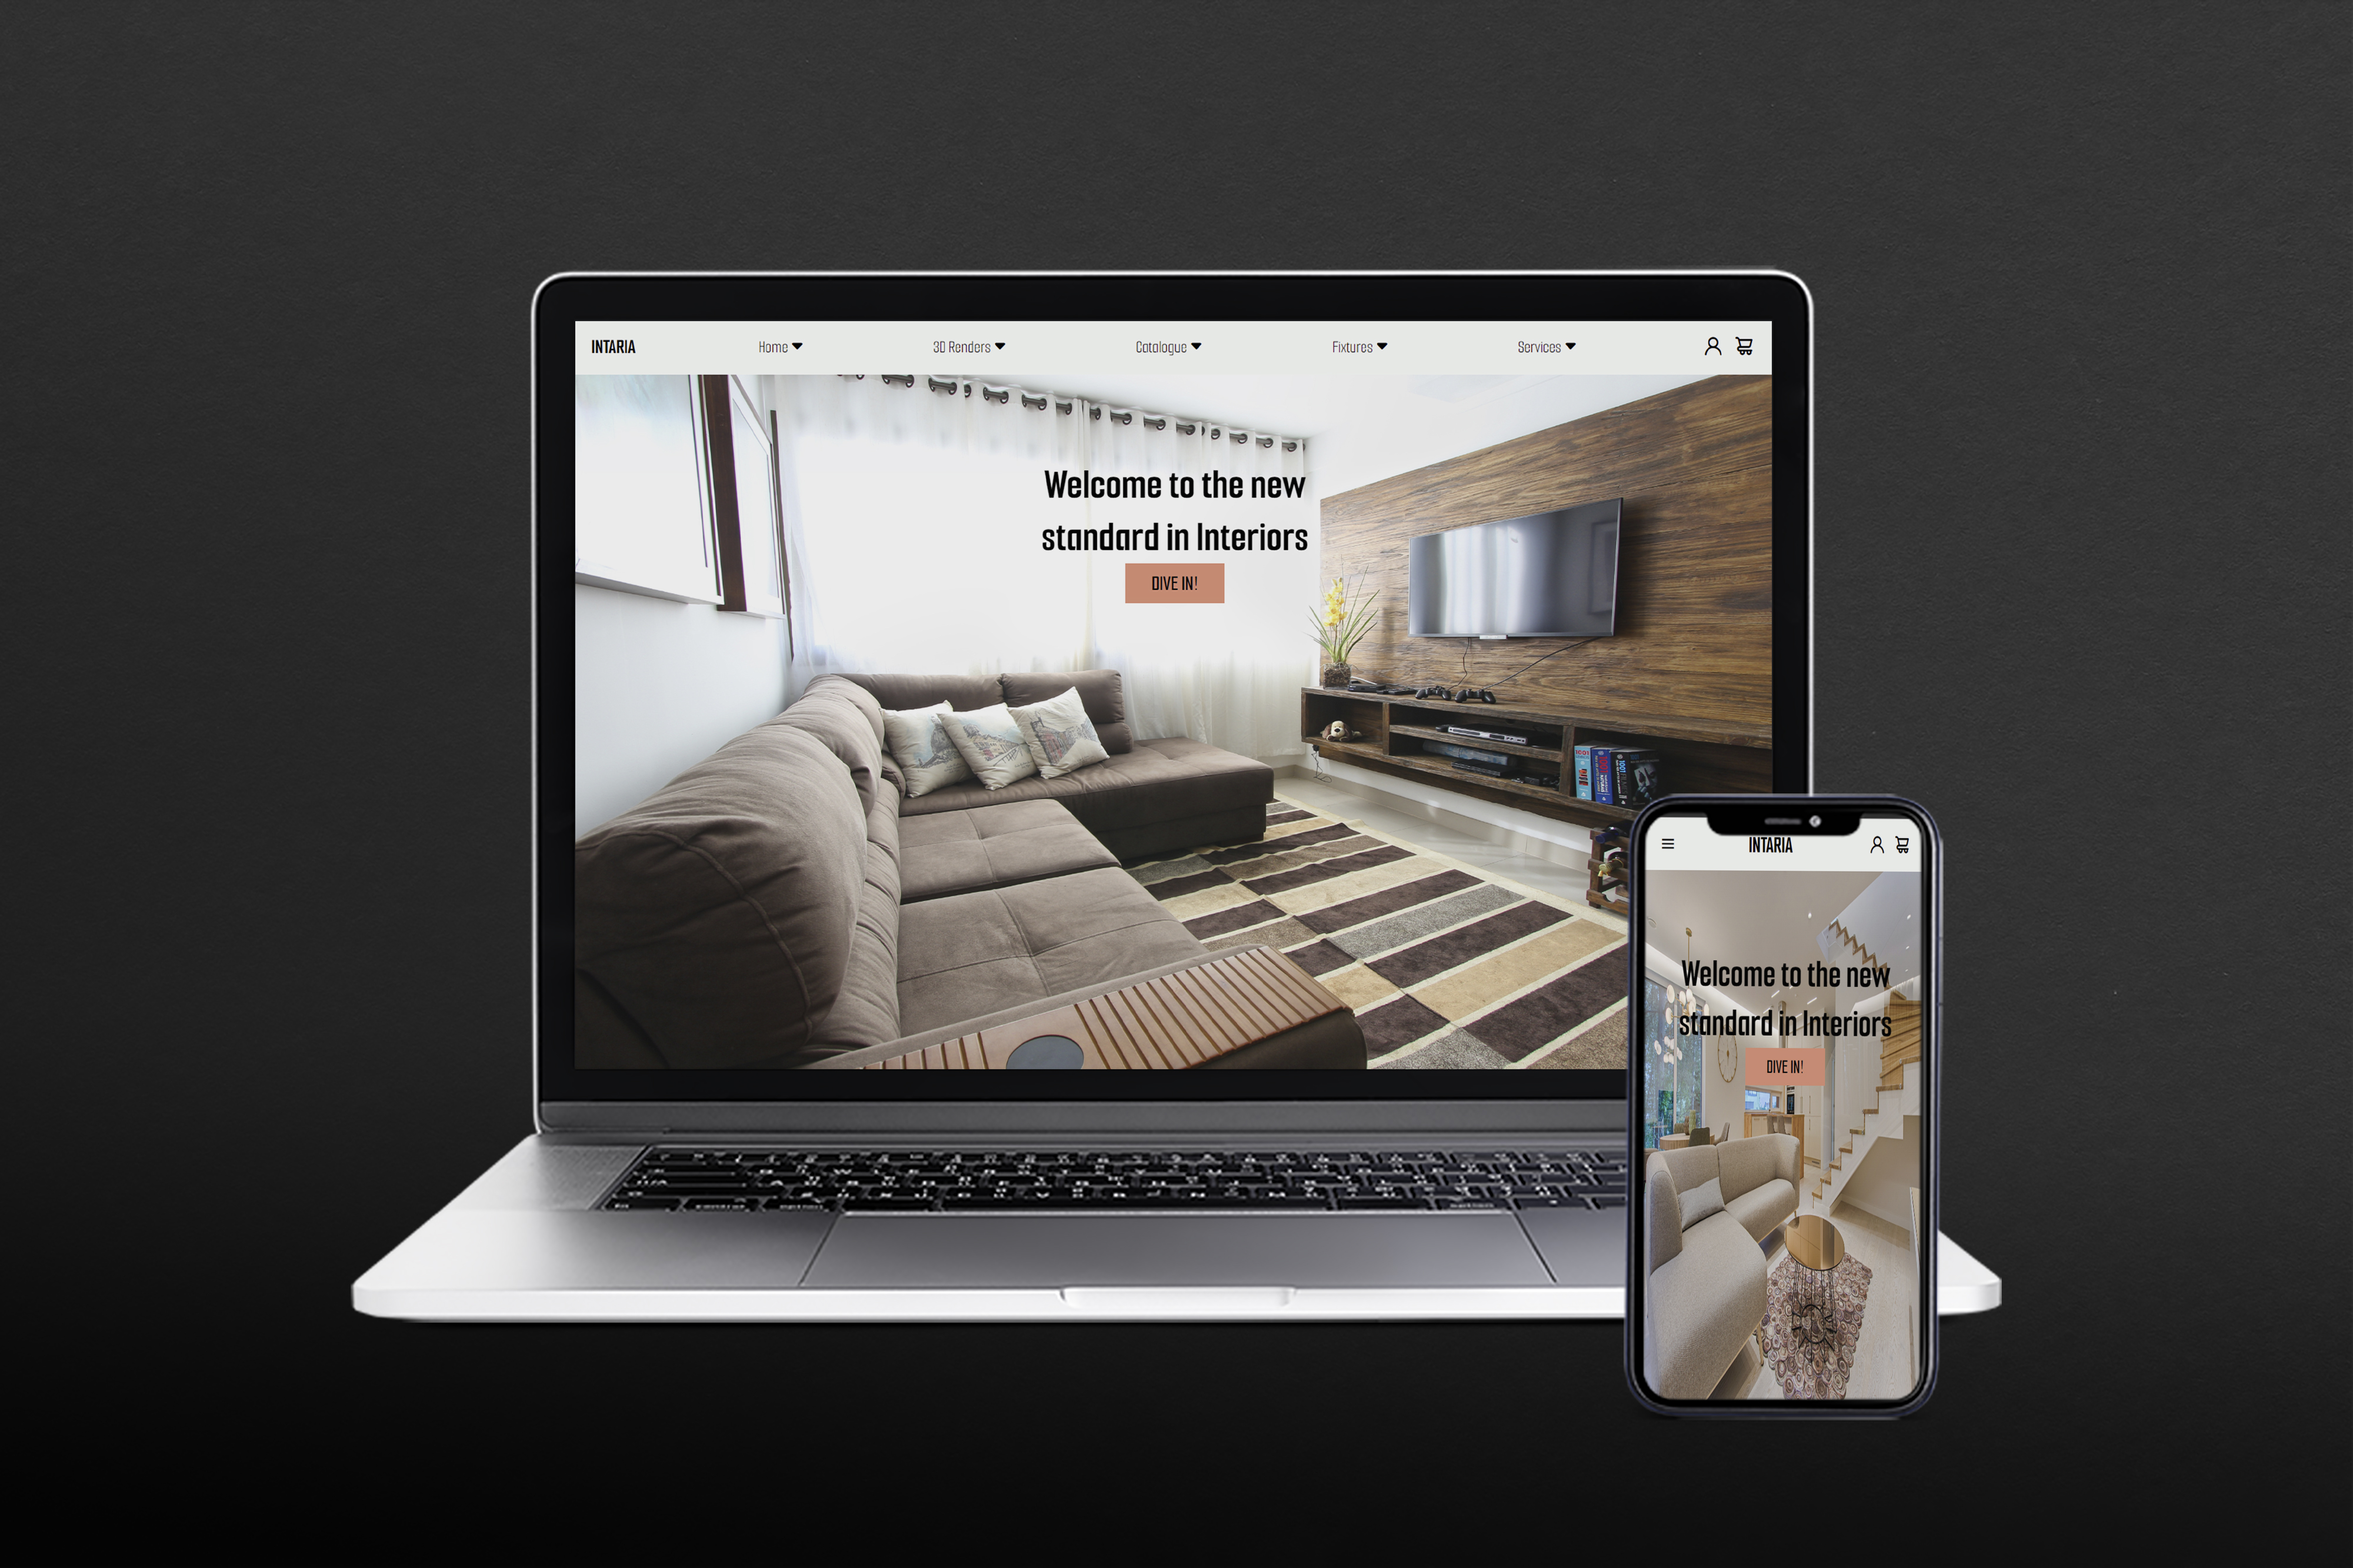 INTARIA
Home
3D Renders
Catalogue
Fixtures
Services
Welcome to the new
standard in Interiors
DIVE IN!
INTARIA
Welcome to the new
standard in Interiors
DIVE IN!